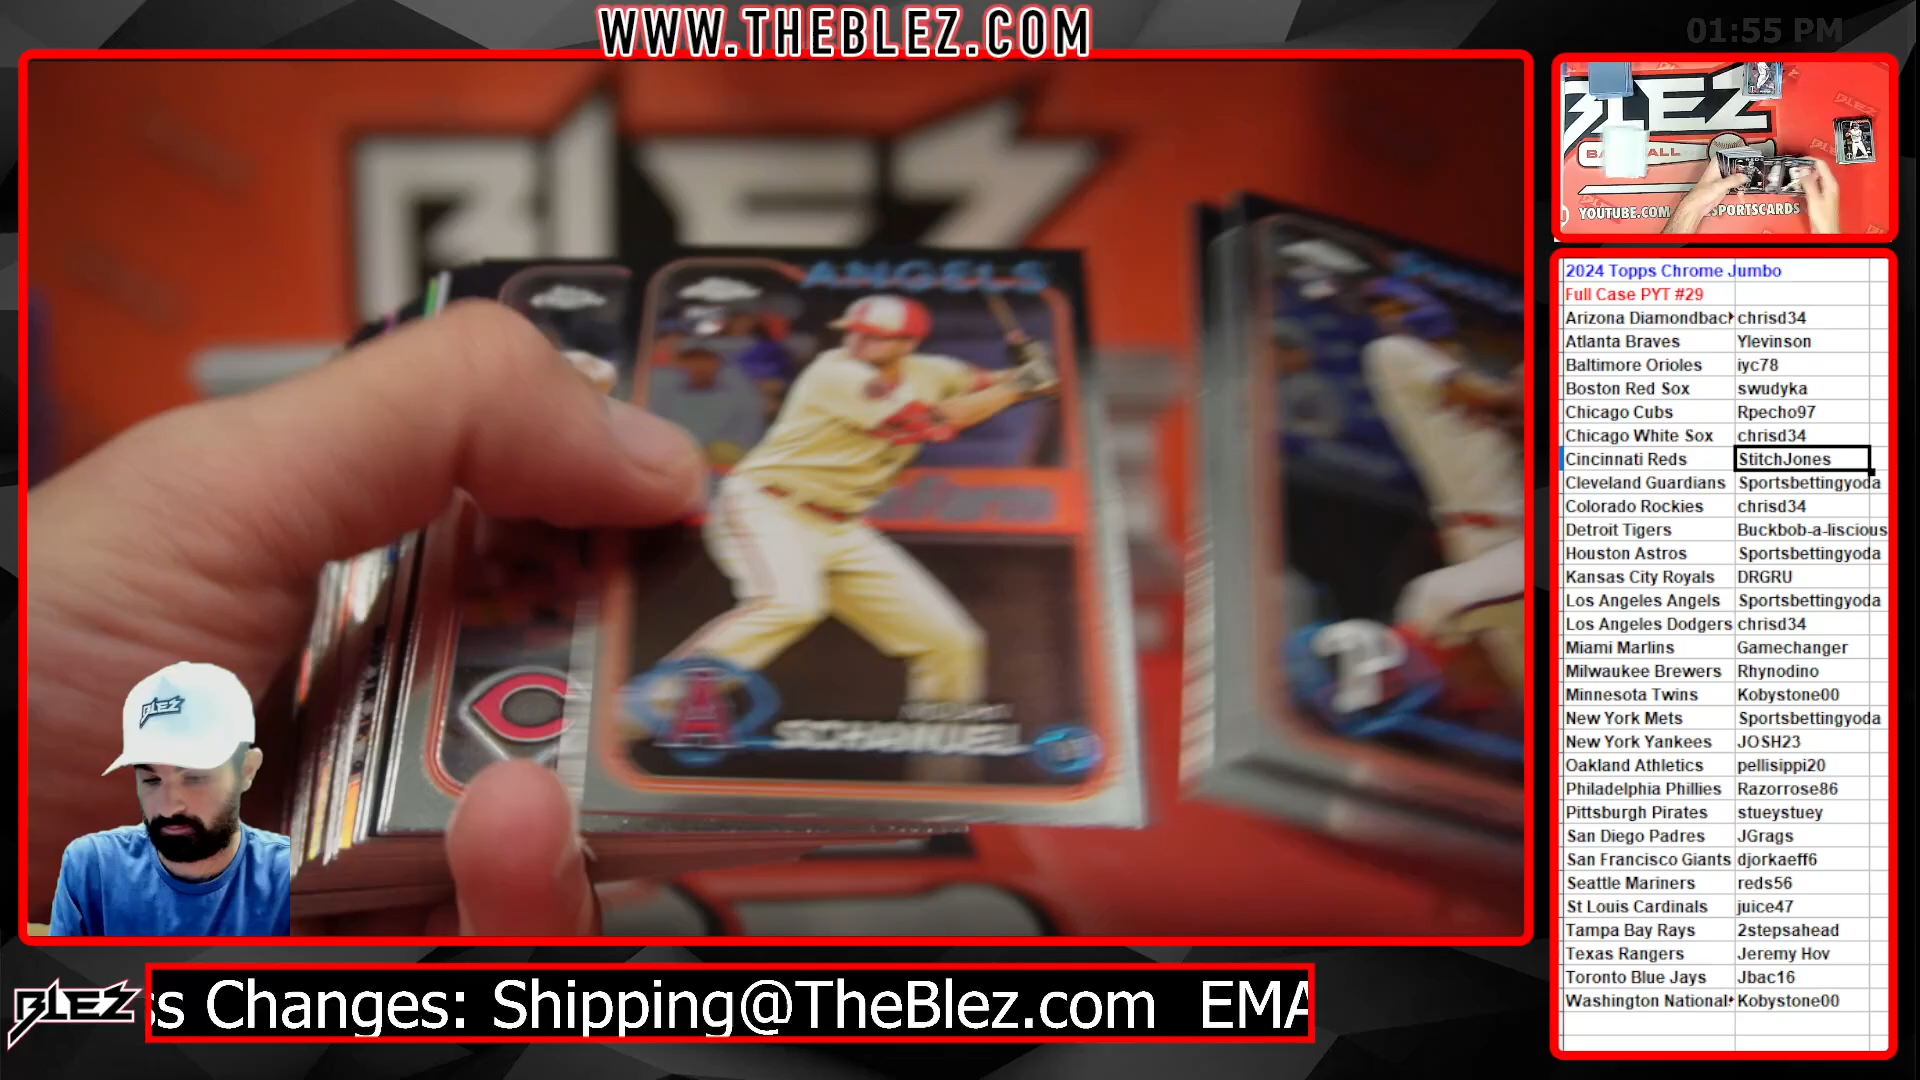 WWW.THEBLEZ.COM
01:55 PM
BLEZ
ANGELS
SCHANUEL
BLEZ
BLEZ
YOUTUBE.COM
SPORTSCARDS
2024 Topps Chrome Jumbo
Full Case PYT #29
Arizona Diamondbac chrisd34
Atlanta Braves Ylevinson
Baltimore Orioles iyc78
Boston Red Sox swudyka
Chicago Cubs Rpecho97
Chicago White Sox chrisd34
Cincinnati Reds StitchJones
Cleveland Guardians Sportsbettingyoda
Colorado Rockies chrisd34
Detroit Tigers Buckbob-a-liscious
Houston Astros Sportsbettingyoda
Kansas City Royals DRGRU
Los Angeles Angels Sportsbettingyoda
Los Angeles Dodgers chrisd34
Miami Marlins Gamechanger
Milwaukee Brewers Rhynodino
Minnesota Twins Kobystone00
New York Mets Sportsbettingyoda
New York Yankees JOSH23
Oakland Athletics pellisippi20
Philadelphia Phillies Razorrose86
Pittsburgh Pirates stueystuey
San Diego Padres JGrags
San Francisco Giants djorkaeff6
Seattle Mariners reds56
St Louis Cardinals juice47
Tampa Bay Rays 2stepsahead
Texas Rangers Jeremy Hov
Toronto Blue Jays Jbac16
Washington National Kobystone00
BLEZ
ss Changes: Shipping@TheBlez.com EMA